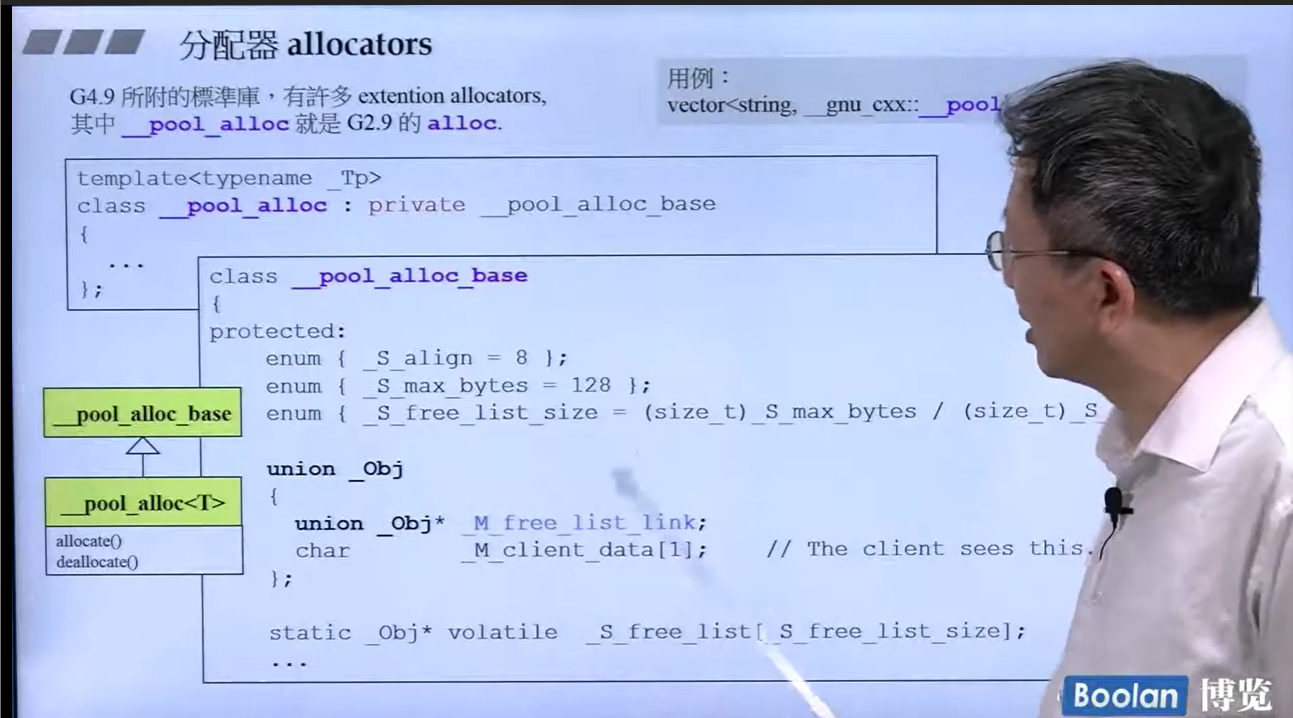 分配器 allocators
G4.9 所附的標準庫，有許多 extention allocators,
其中 __pool_alloc 就是 G2.9 的 alloc.
用例：
vector<string, __gnu_cxx::__pool
template<typename _Tp>
class __pool_alloc : private __pool_alloc_base
{
...
};
class __pool_alloc_base
{
protected:
enum { _S_align = 8 };
enum { _S_max_bytes = 128 };
enum { _S_free_list_size = (size_t)_S_max_bytes / (size_t)_S_
union _Obj
{
union _Obj* _M_free_list_link;
char _M_client_data[1]; // The client sees this.
};
static _Obj* volatile _S_free_list[_S_free_list_size];
...
__pool_alloc_base
__pool_alloc<T>
allocate()
deallocate()
Boolan 博览